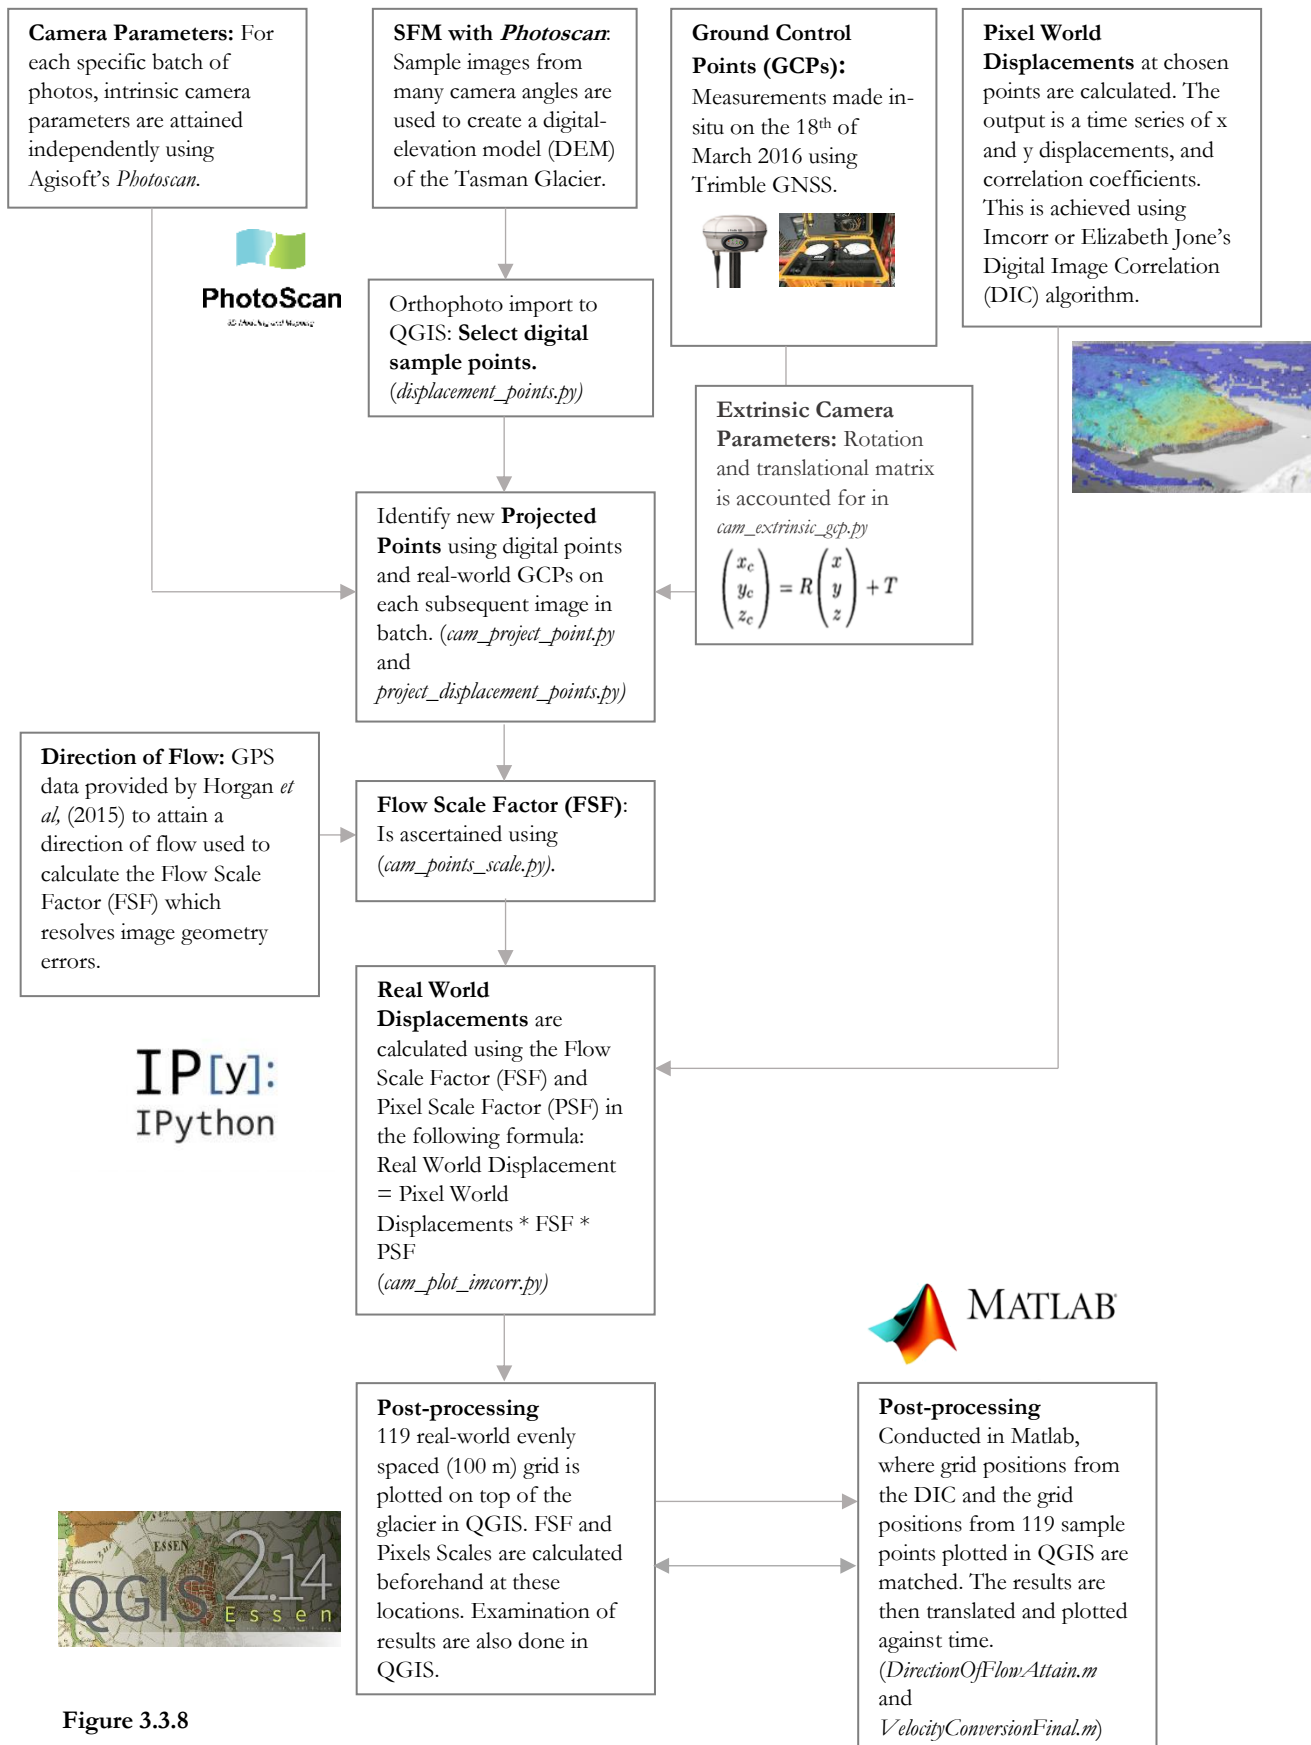 Camera Parameters: For
each specific batch of
photos, intrinsic camera
parameters are attained
independently using
Agisoft's Photoscan.
SFM with Photoscan:
Sample images from
many camera angles are
used to create a digital-
elevation model (DEM)
of the Tasman Glacier.
Ground Control
Points (GCPs):
Measurements made in-
situ on the 18th of
March 2016 using
Trimble GNSS.
Pixel World
Displacements at chosen
points are calculated. The
output is a time series of x
and y displacements, and
correlation coefficients.
This is achieved using
Imcorr or Elizabeth Jone's
Digital Image Correlation
(DIC) algorithm.
PhotoScan
Orthophoto import to
QGIS: Select digital
sample points.
(displacement_points.py)
Extrinsic Camera
Parameters: Rotation
and translational matrix
is accounted for in
cam_extrinsic_gcp.py
(x_c y_c z_c) = R (x y z) + T
Identify new Projected
Points using digital points
and real-world GCPs on
each subsequent image in
batch. (cam_project_point.py
and
project_displacement_points.py)
Direction of Flow: GPS
data provided by Horgan et
al, (2015) to attain a
direction of flow used to
calculate the Flow Scale
Factor (FSF) which
resolves image geometry
errors.
Flow Scale Factor (FSF):
Is ascertained using
(cam_points_scale.py).
IP[y]:
IPython
Real World
Displacements are
calculated using the Flow
Scale Factor (FSF) and
Pixel Scale Factor (PSF) in
the following formula:
Real World Displacement
= Pixel World
Displacements * FSF *
PSF
(cam_plot_imcorr.py)
MATLAB
Post-processing
119 real-world evenly
spaced (100 m) grid is
plotted on top of the
glacier in QGIS. FSF and
Pixels Scales are calculated
beforehand at these
locations. Examination of
results are also done in
QGIS.
Post-processing
Conducted in Matlab,
where grid positions from
the DIC and the grid
positions from 119 sample
points plotted in QGIS are
matched. The results are
then translated and plotted
against time.
(DirectionOfFlowAttain.m
and
VelocityConversionFinal.m)
ESSEN
QGIS 2.14
Essen
Figure 3.3.8